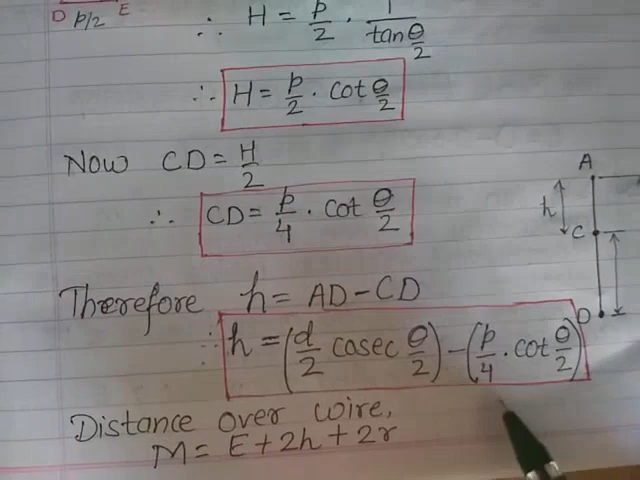 D p/2 E
∴ H = p/2 · 1/tan θ/2
∴ H = p/2 · cot θ/2
Now CD = H/2
∴ CD = p/4 · cot θ/2
A
h
C
D
Therefore h = AD − CD
∴ h = (d/2 cosec θ/2) − (p/4 · cot θ/2)
Distance over wire,
M = E + 2h + 2r